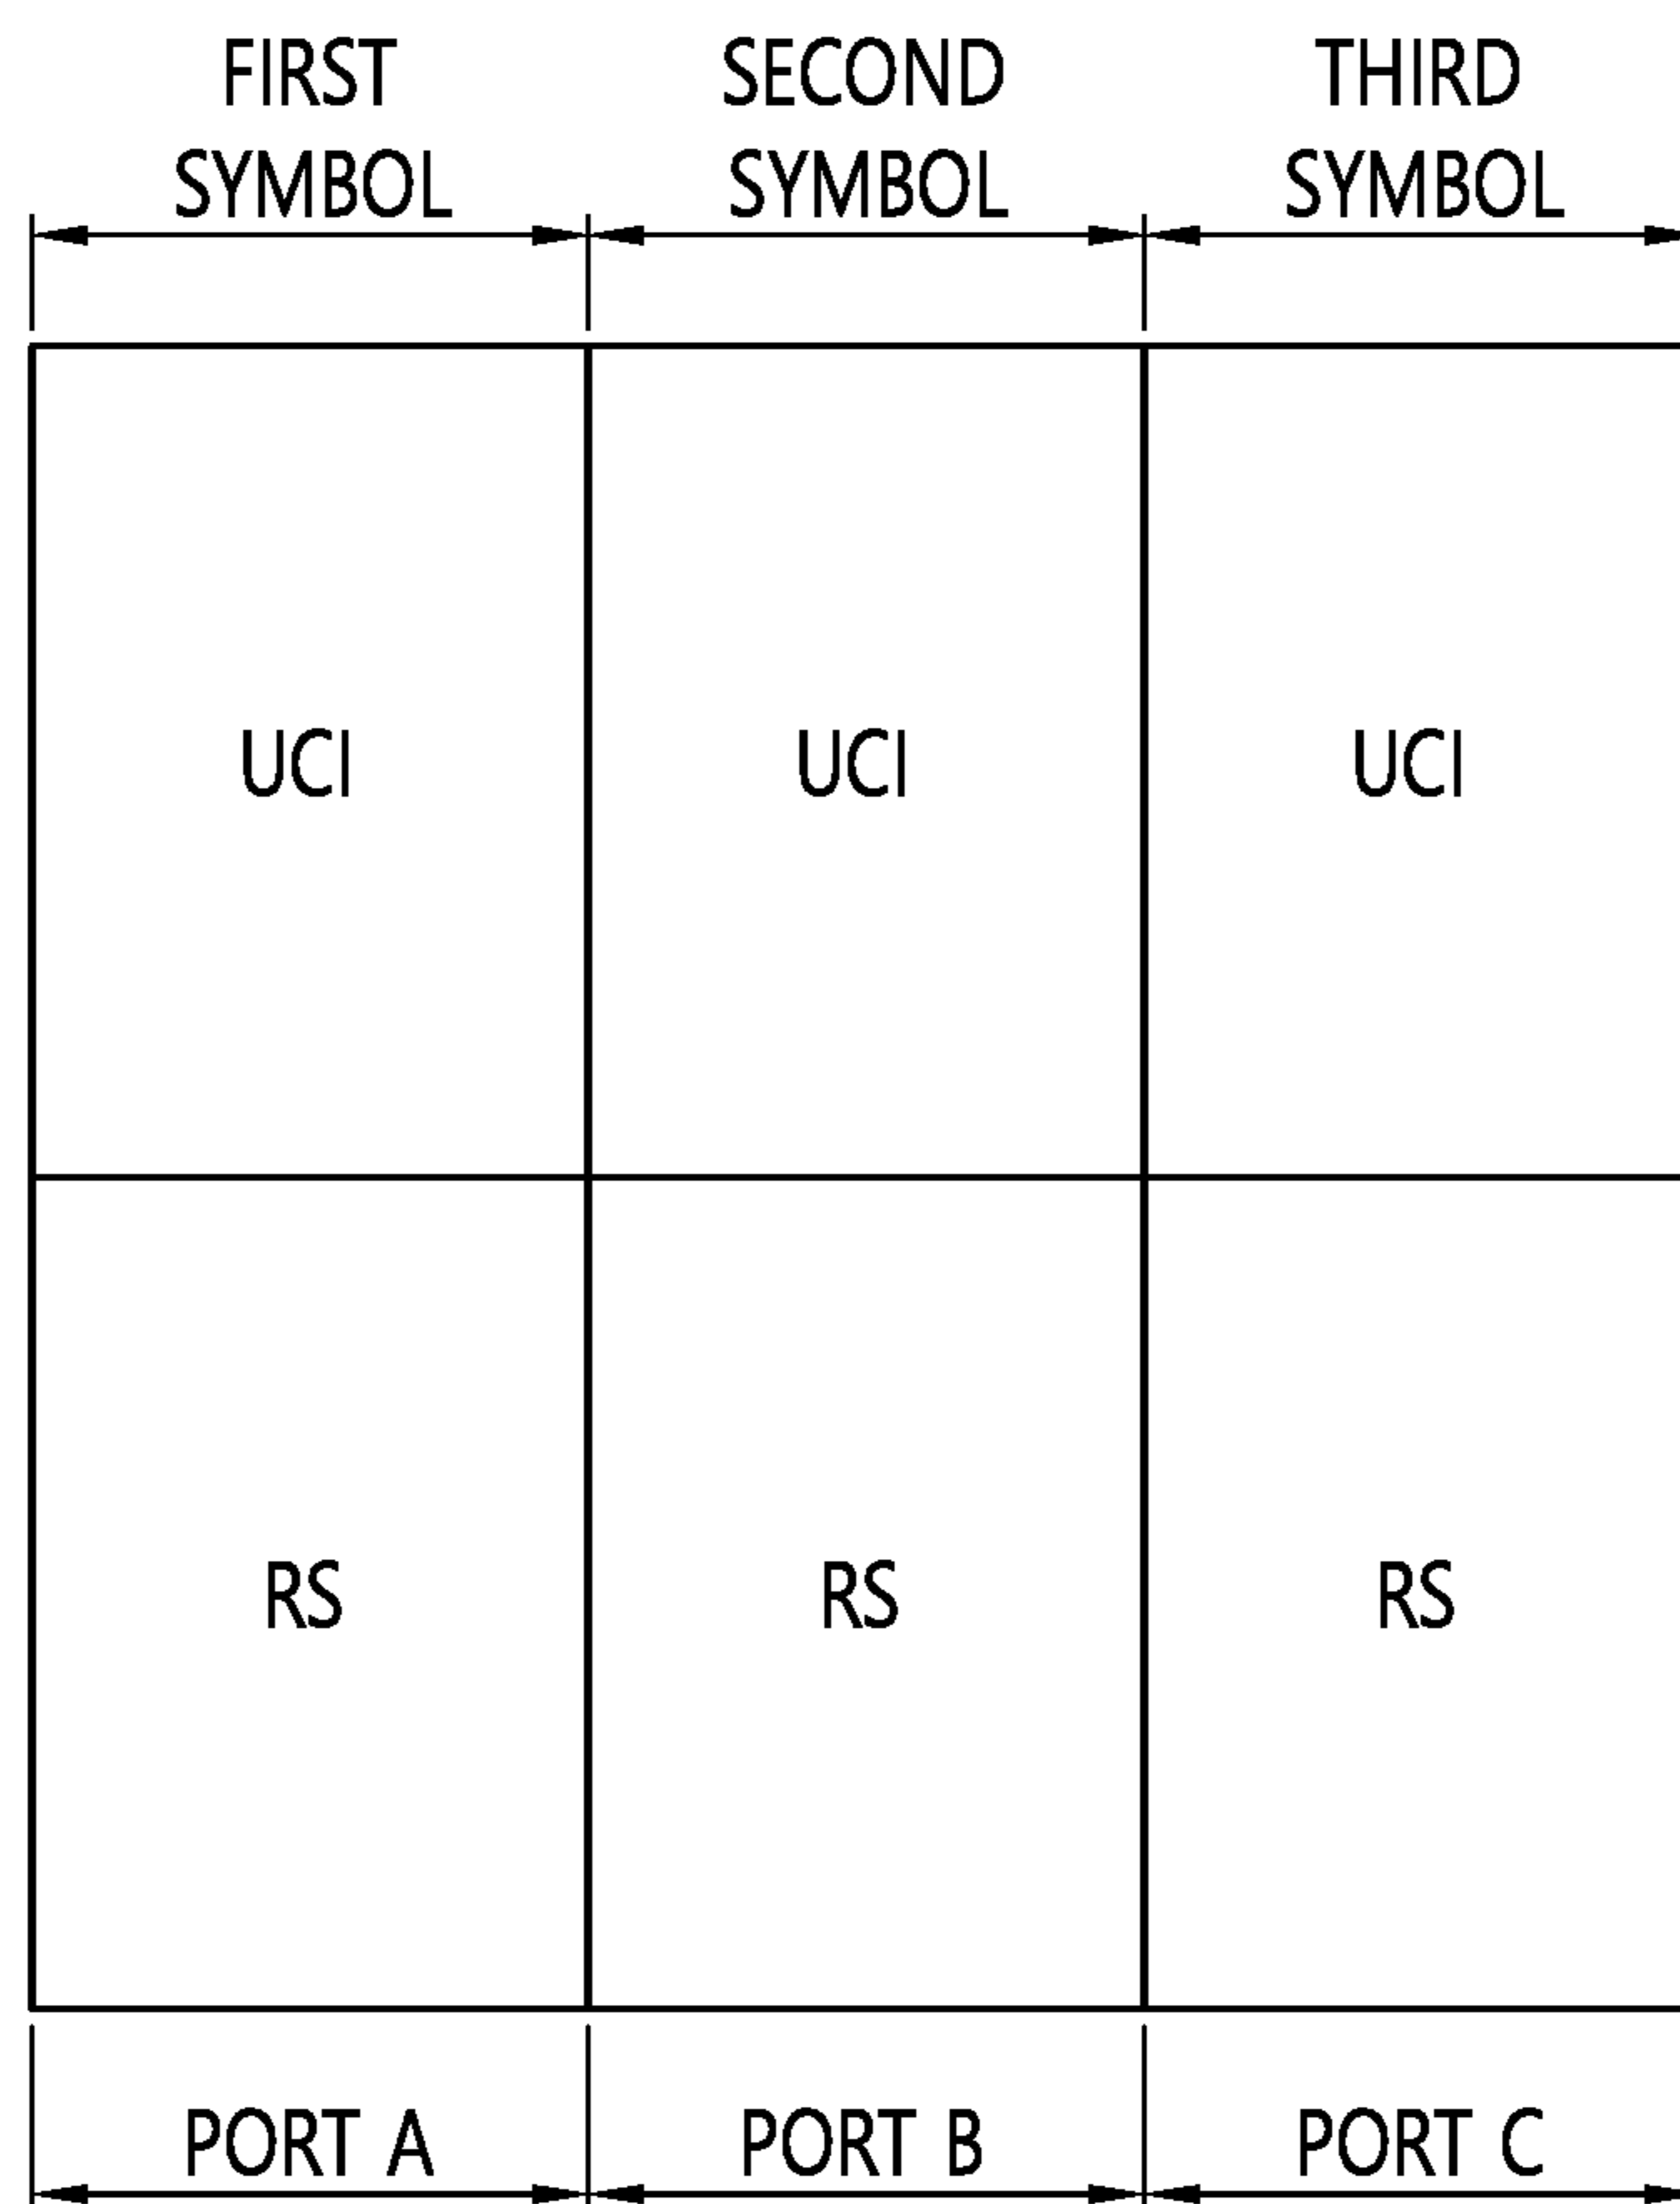 FIRST SECOND THIRD
SYMBOL SYMBOL SYMBOL
UCI UCI UCI
RS RS RS
PORT A PORT B PORT C